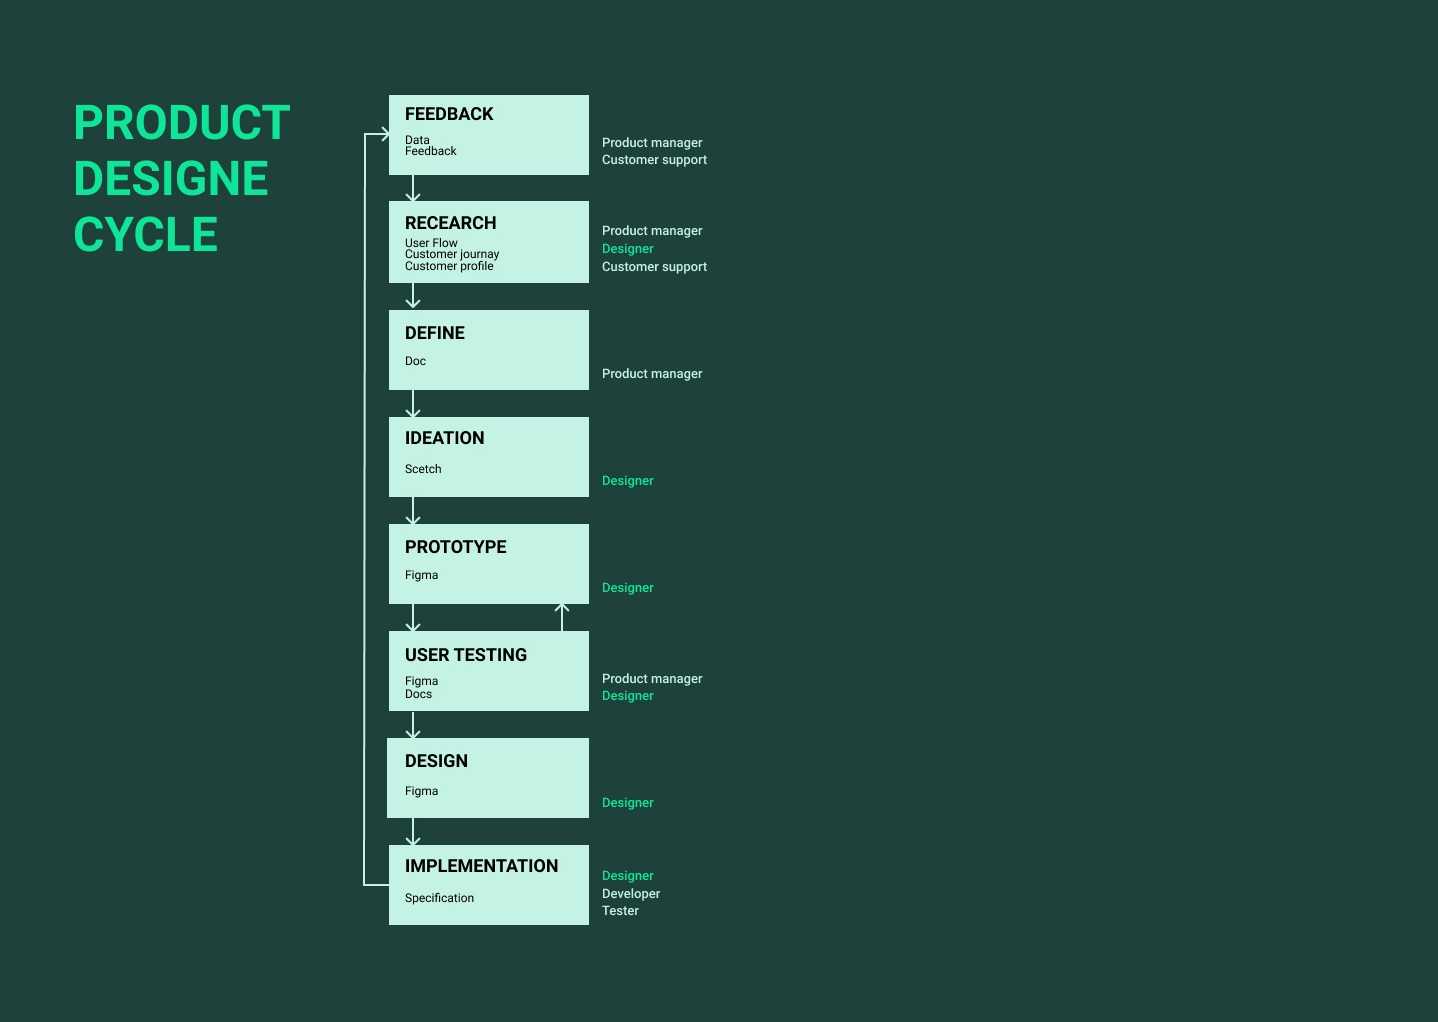 PRODUCT
DESIGNE
CYCLE
FEEDBACK
Data
Feedback
Product manager
Customer support
RECEARCH
User Flow
Customer journay
Customer profile
Product manager
Designer
Customer support
DEFINE
Doc
Product manager
IDEATION
Scetch
Designer
PROTOTYPE
Figma
Designer
USER TESTING
Figma
Docs
Product manager
Designer
DESIGN
Figma
Designer
IMPLEMENTATION
Specification
Designer
Developer
Tester